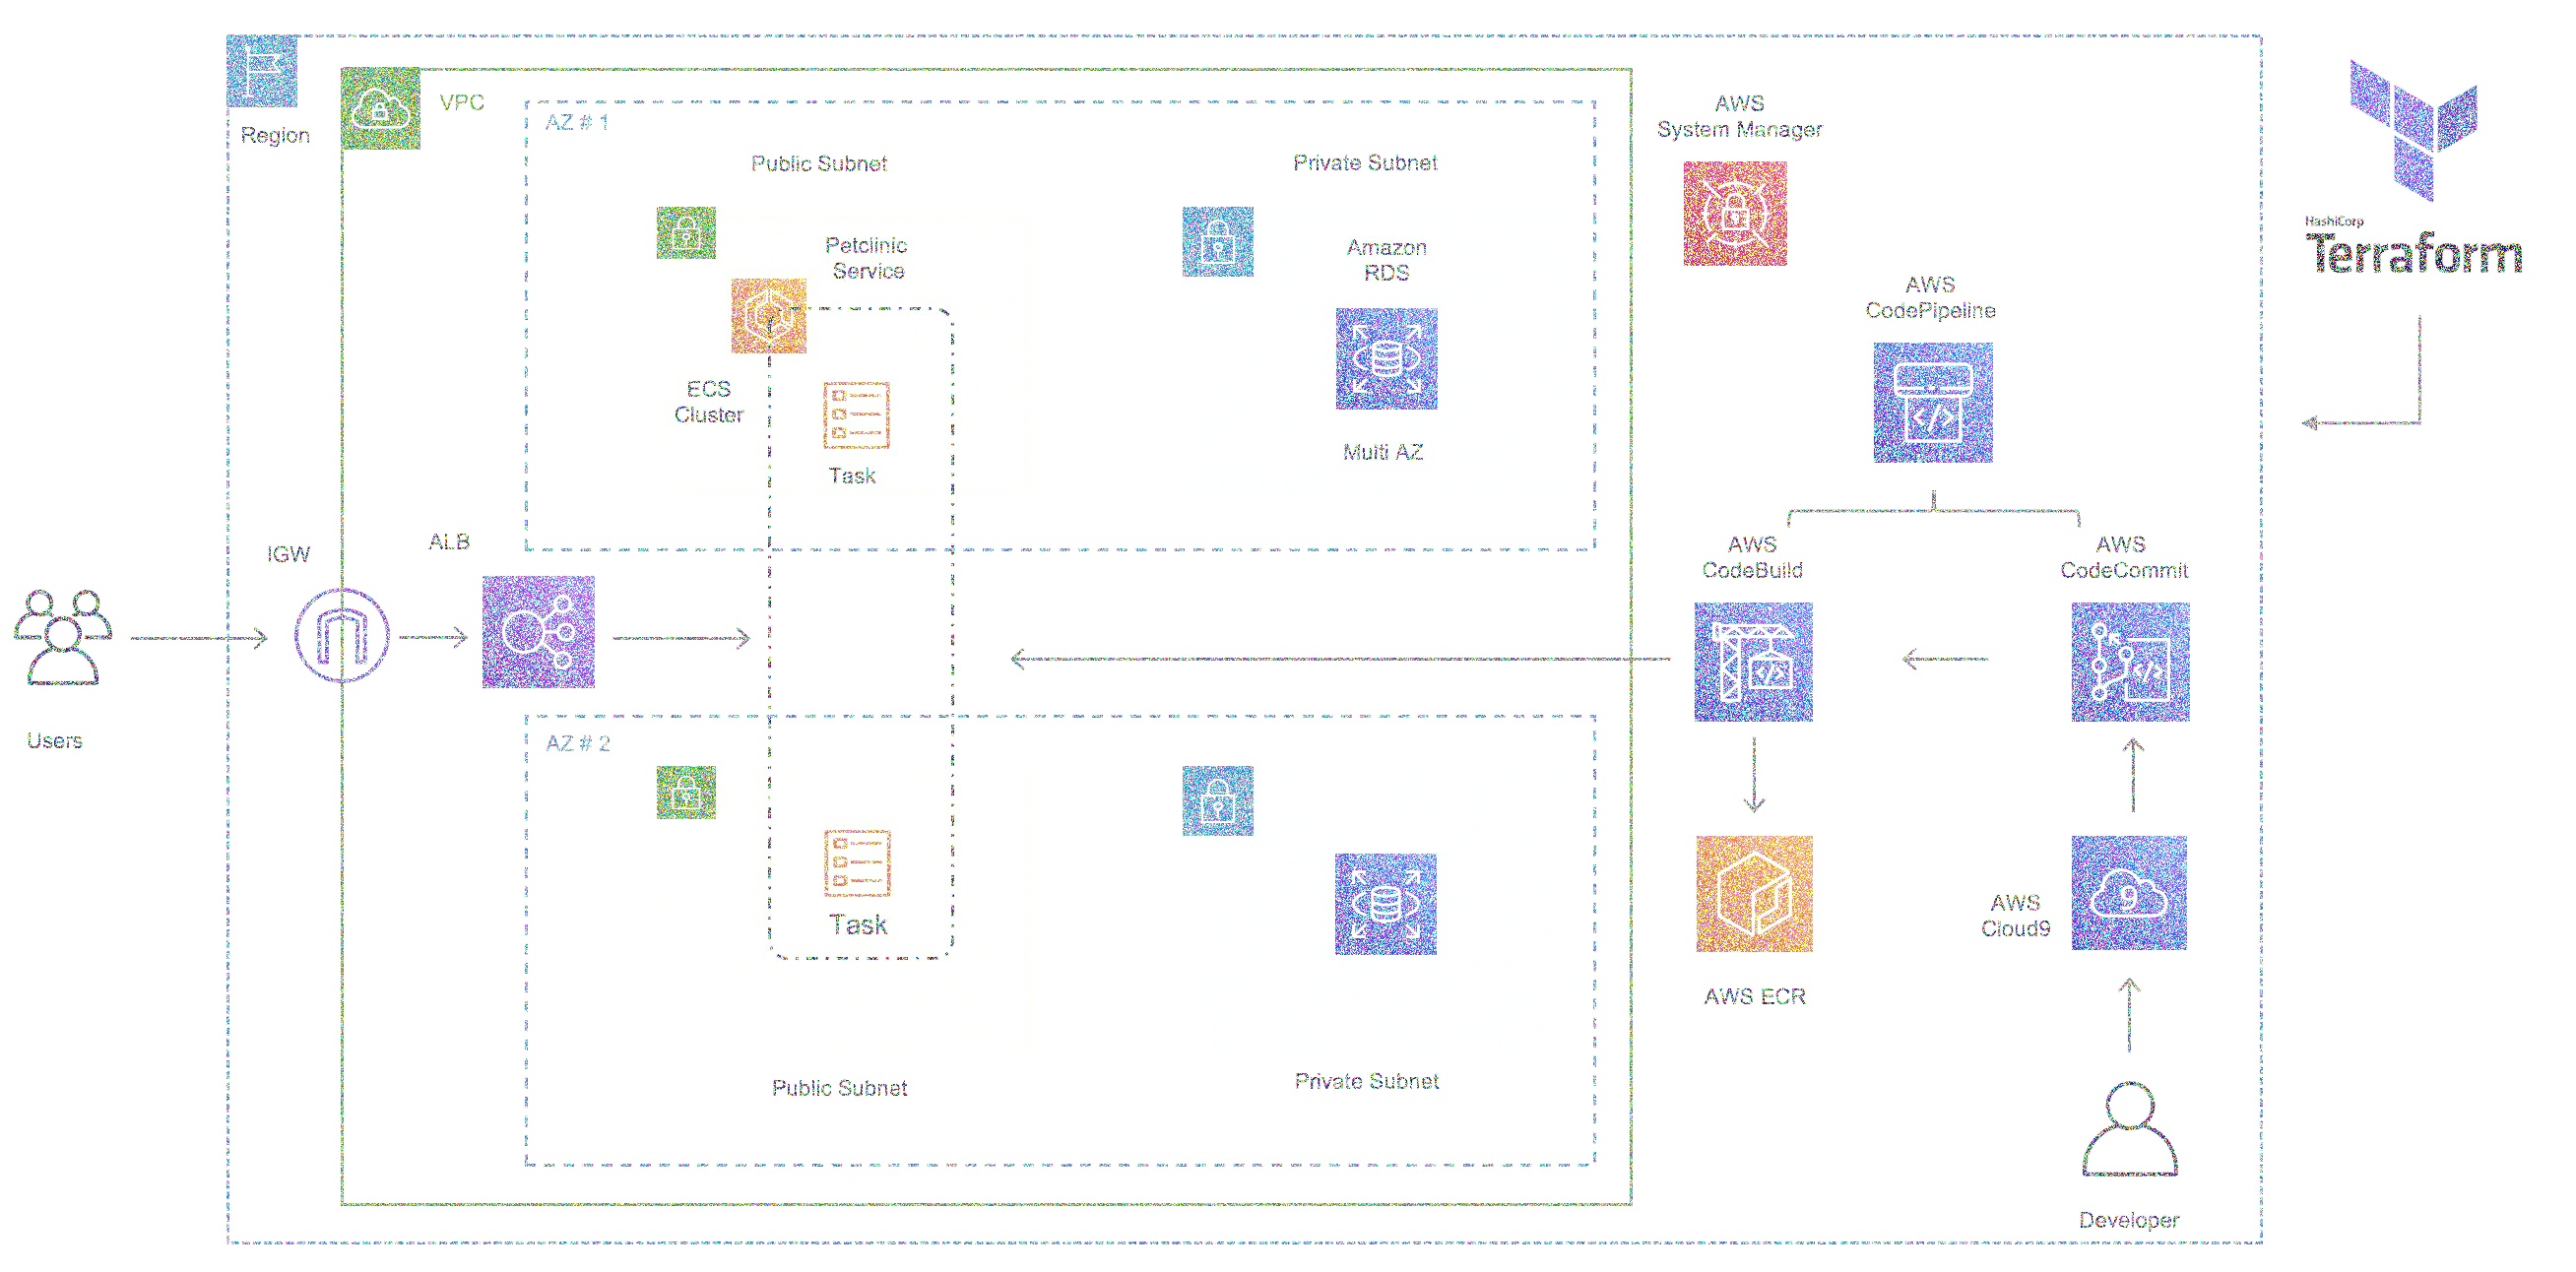 Region
VPC
AZ # 1
Public Subnet
Private Subnet
Petclinic
Service
Amazon
RDS
ECS
Cluster
Task
Multi AZ
AWS
System Manager
AWS
CodePipeline
HashiCorp
Terraform
IGW
ALB
Users
AWS
CodeBuild
AWS
CodeCommit
AZ # 2
Task
Public Subnet
Private Subnet
AWS ECR
AWS
Cloud9
Developer